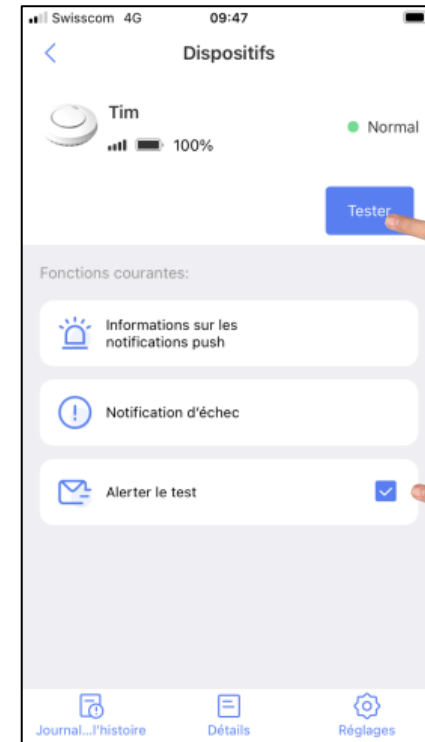 Swisscom 4G 09:47
Dispositifs
Tim
100%
Normal
Tester
Fonctions courantes:
Informations sur les
notifications push
Notification d'échec
Alerter le test
Journal...l'histoire Détails Réglages